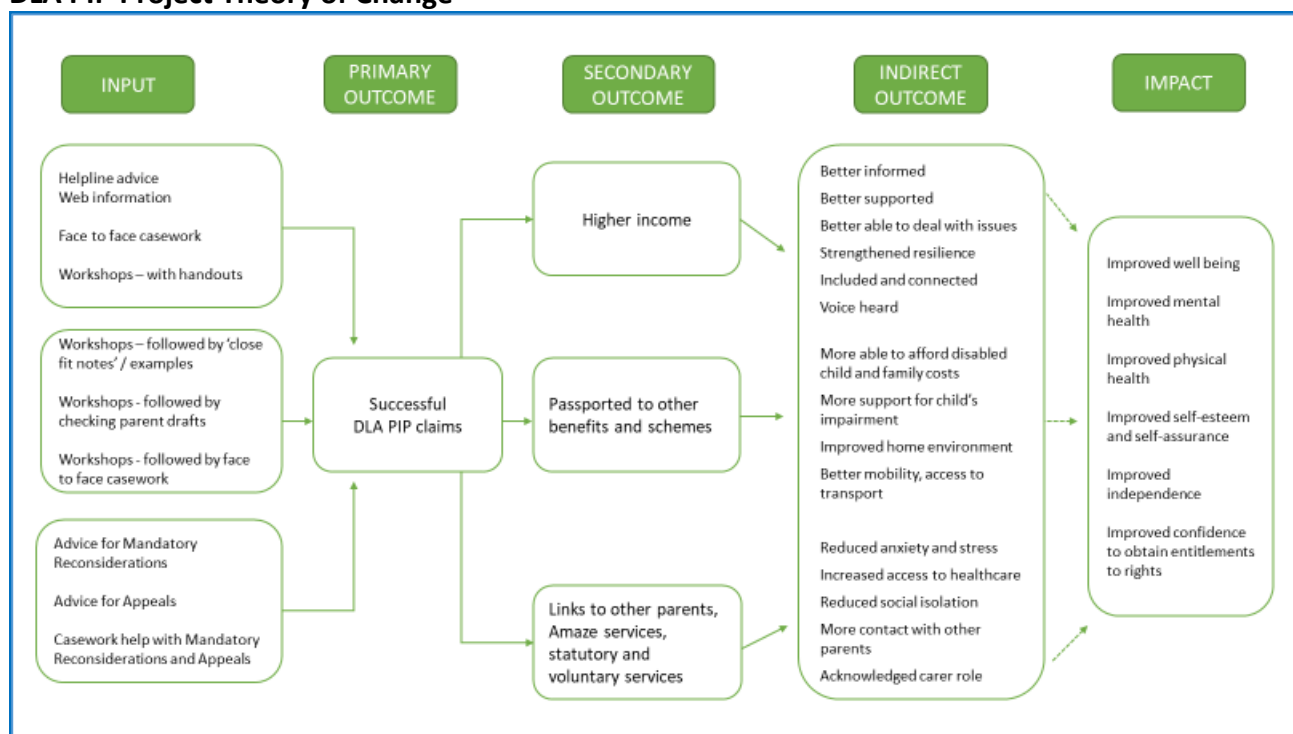 DLA PIP Project Theory of Change
INPUT
PRIMARY
OUTCOME
SECONDARY
OUTCOME
INDIRECT
OUTCOME
IMPACT
Helpline advice
Web information
Face to face casework
Workshops – with handouts
Workshops – followed by 'close
fit notes' / examples
Workshops - followed by
checking parent drafts
Workshops - followed by face
to face casework
Advice for Mandatory
Reconsiderations
Advice for Appeals
Casework help with Mandatory
Reconsiderations and Appeals
Successful
DLA PIP claims
Higher income
Passported to other
benefits and schemes
Links to other parents,
Amaze services,
statutory and
voluntary services
Better informed
Better supported
Better able to deal with issues
Strengthened resilience
Included and connected
Voice heard
More able to afford disabled
child and family costs
More support for child's
impairment
Improved home environment
Better mobility, access to
transport
Reduced anxiety and stress
Increased access to healthcare
Reduced social isolation
More contact with other
parents
Acknowledged carer role
Improved well being
Improved mental
health
Improved physical
health
Improved self-esteem
and self-assurance
Improved
independence
Improved confidence
to obtain entitlements
to rights